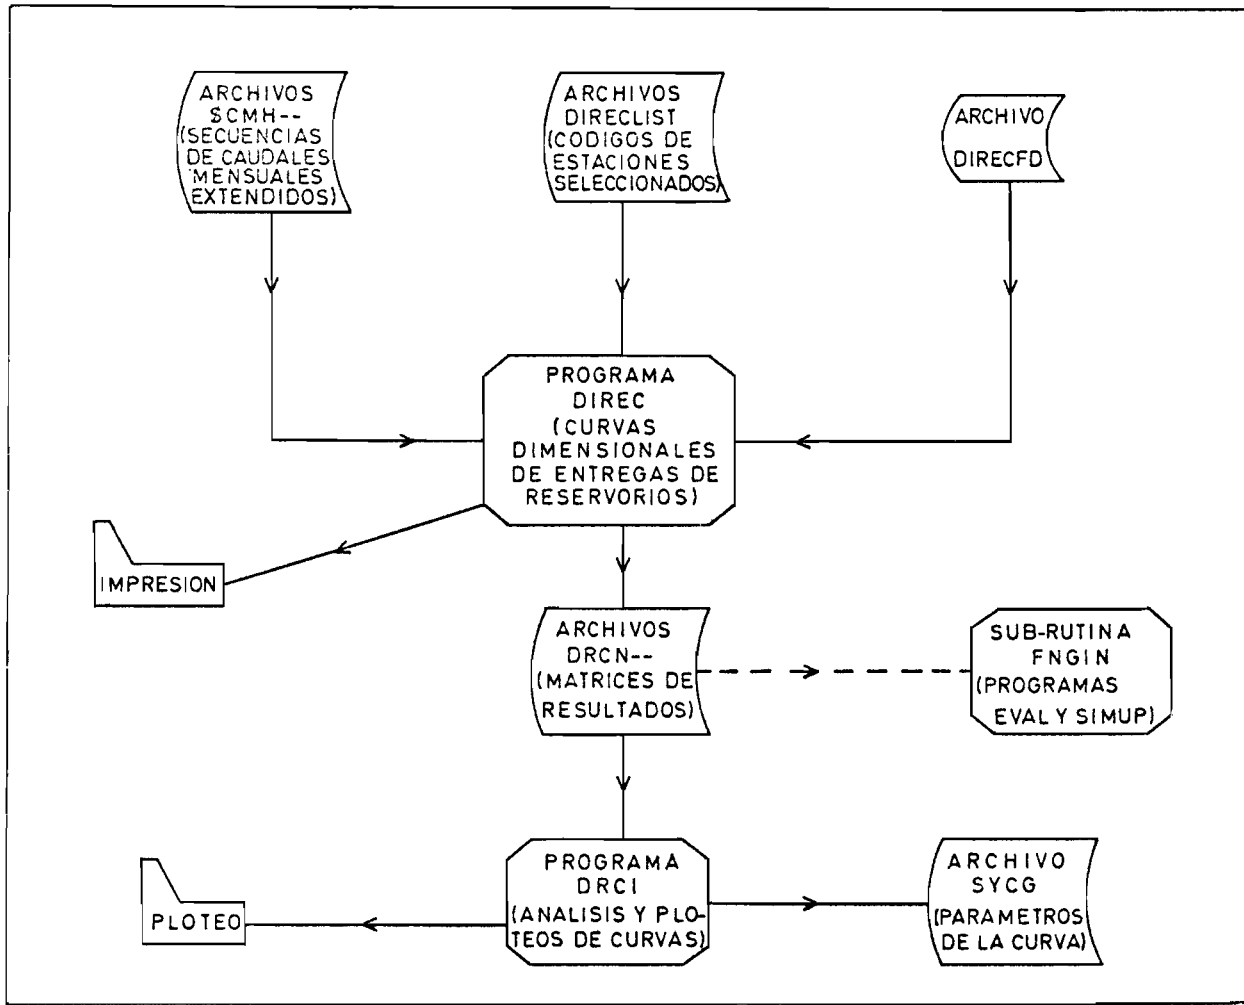 ARCHIVOS
SCMH--
(SECUENCIAS
DE CAUDALES
MENSUALES
EXTENDIDOS)
ARCHIVOS
DIRECLIST
(CODIGOS DE
ESTACIONES
SELECCIONADOS)
ARCHIVO
DIRECFD
PROGRAMA
DIREC
(CURVAS
DIMENSIONALES
DE ENTREGAS DE
RESERVORIOS)
IMPRESION
ARCHIVOS
DRCN--
(MATRICES DE
RESULTADOS)
SUB-RUTINA
FNGIN
(PROGRAMAS
EVAL Y SIMUP)
PROGRAMA
DRCI
(ANALISIS Y PLO-
TEOS DE CURVAS)
PLOTEO
ARCHIVO
SYCG
(PARAMETROS
DE LA CURVA)